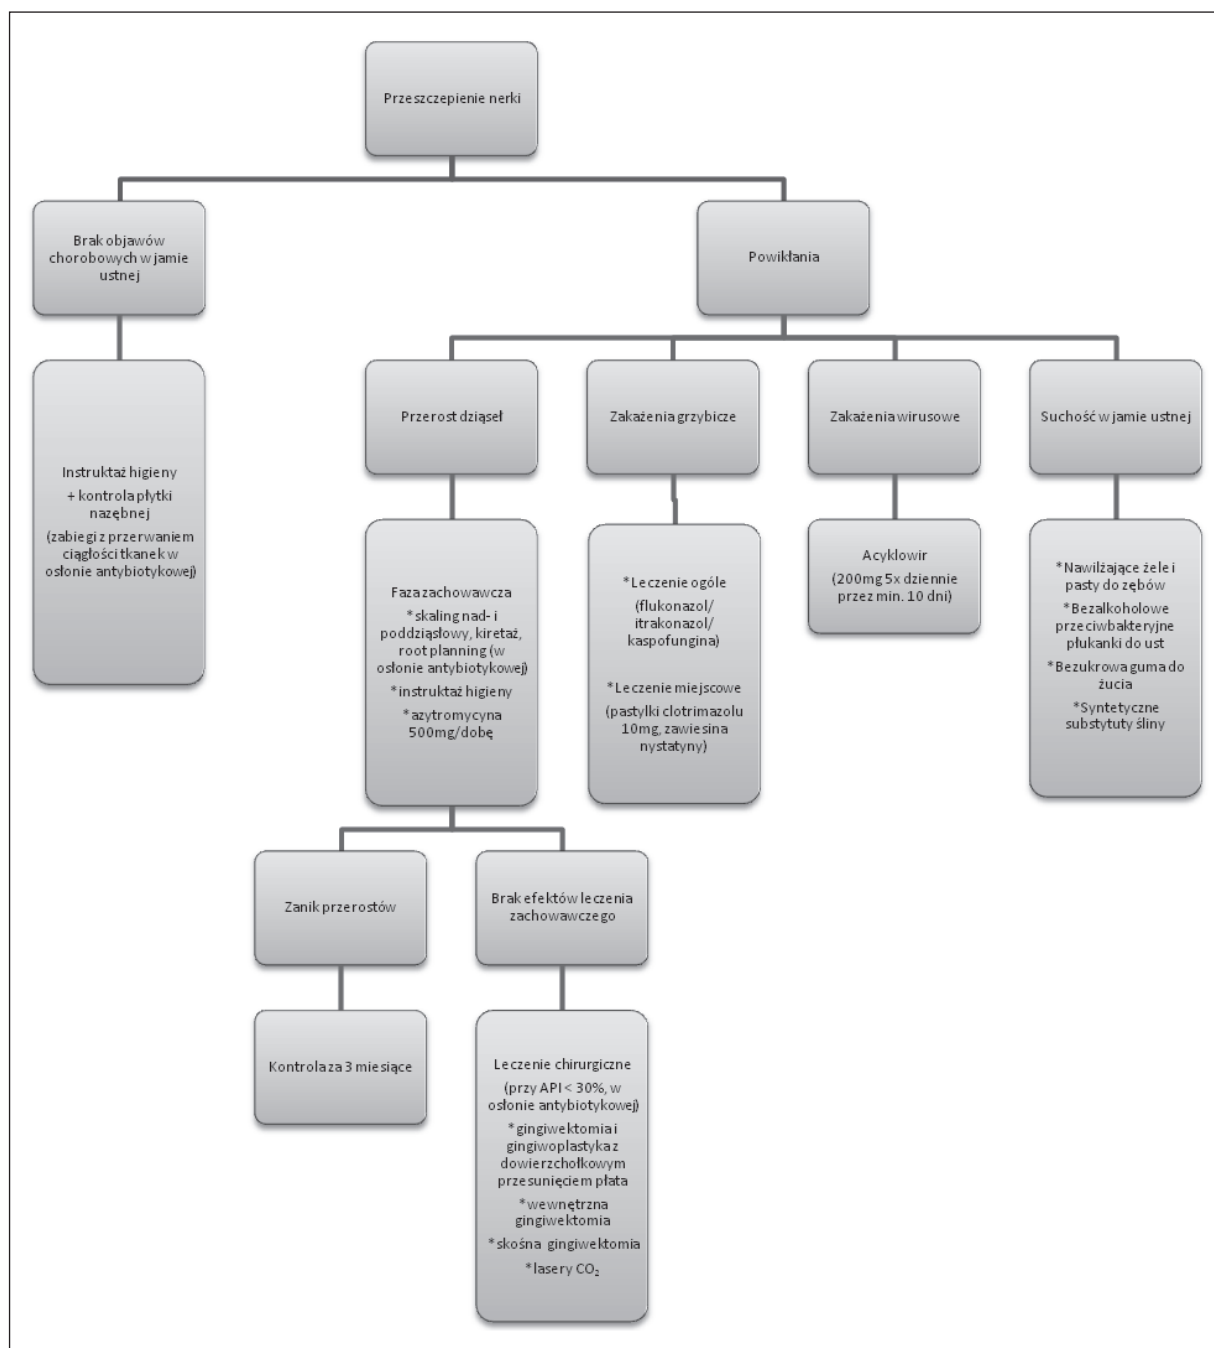 Przeszczepienie nerki
Brak objawów
chorobowych w jamie
ustnej
Powikłania
Instruktaż higieny
+ kontrola płytki
nazębnej
(zabiegi z przerwaniem
ciągłości tkanek w
osłonie antybiotykowej)
Przerost dziąseł
Zakażenia grzybicze
Zakażenia wirusowe
Suchość w jamie ustnej
Faza zachowawcza
*skaling nad- i
poddziąsłowy, kiretaż,
root planning (w
osłonie antybiotykowej)
*instruktaż higieny
*azytromycyna
500mg/dobę
*Leczenie ogóle
(flukonazol/
itrakonazol/
kaspofungina)
*Leczenie miejscowe
(pastylki clotrimazolu
10mg, zawiesina
nystatyny)
Acyklowir
(200mg 5x dziennie
przez min. 10 dni)
*Nawilżające żele i
pasty do zębów
*Bezalkoholowe
przeciwbakteryjne
płukanki do ust
*Bezukrowa guma do
żucia
*Syntetyczne
substytuty śliny
Zanik przerostów
Brak efektów leczenia
zachowawczego
Kontrola za 3 miesiące
Leczenie chirurgiczne
(przy API < 30%, w
osłonie antybiotykowej)
*gingiwektomia i
gingiwoplastyka z
dowierzchołkowym
przesunięciem płata
*wewnętrzna
gingiwektomia
*skośna gingiwektomia
*lasery CO₂